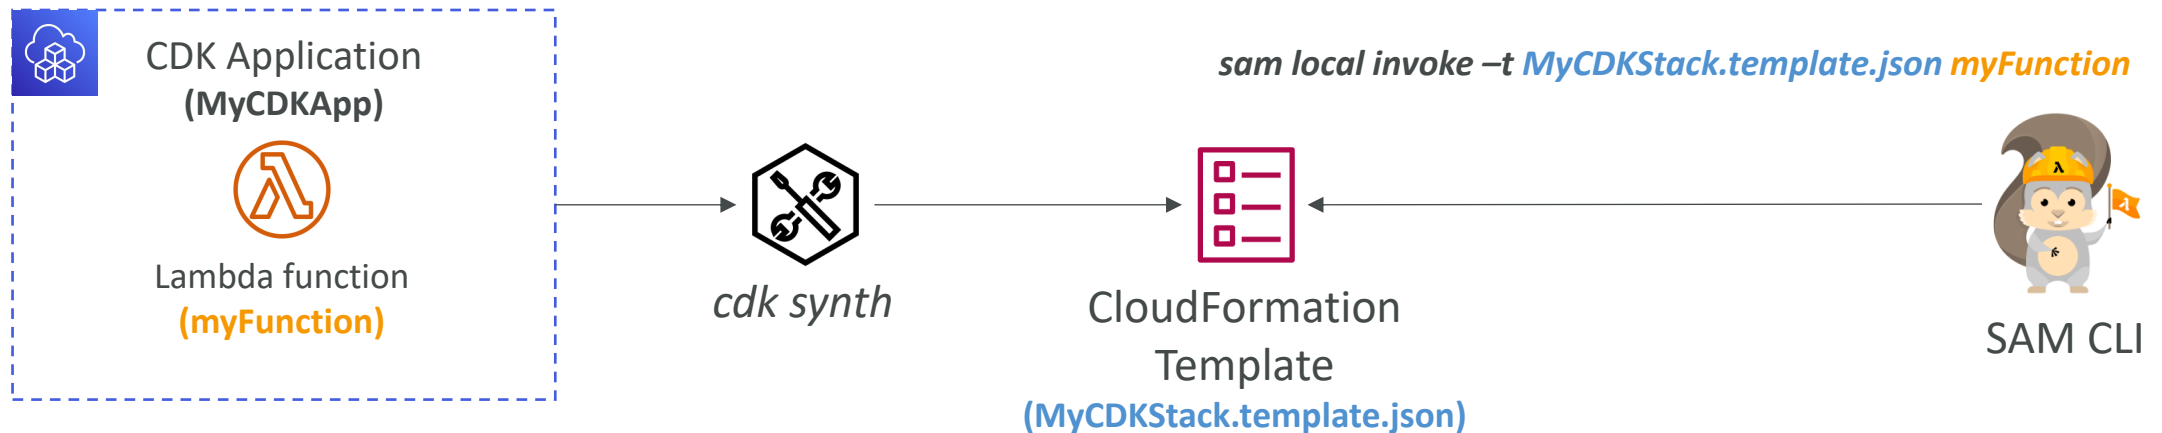 CDK Application
(MyCDKApp)
Lambda function
(myFunction)
cdk synth
CloudFormation
Template
(MyCDKStack.template.json)
sam local invoke –t MyCDKStack.template.json myFunction
SAM CLI